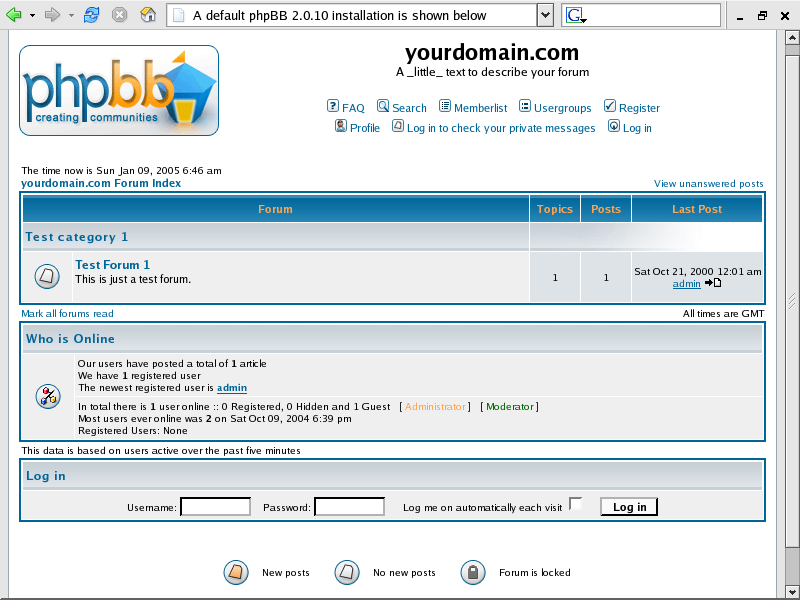 A default phpBB 2.0.10 installation is shown below
G
phpbb
creating communities
yourdomain.com
A _little_ text to describe your forum
FAQ Search Memberlist Usergroups Register
Profile Log in to check your private messages Log in
The time now is Sun Jan 09, 2005 6:46 am
yourdomain.com Forum Index View unanswered posts
Forum Topics Posts Last Post
Test category 1
Test Forum 1
This is just a test forum.
1 1
Sat Oct 21, 2000 12:01 am
admin
Mark all forums read All times are GMT
Who is Online
Our users have posted a total of 1 article
We have 1 registered user
The newest registered user is admin
In total there is 1 user online :: 0 Registered, 0 Hidden and 1 Guest [ Administrator ] [ Moderator ]
Most users ever online was 2 on Sat Oct 09, 2004 6:39 pm
Registered Users: None
This data is based on users active over the past five minutes
Log in
Username: Password: Log me on automatically each visit Log in
New posts No new posts Forum is locked